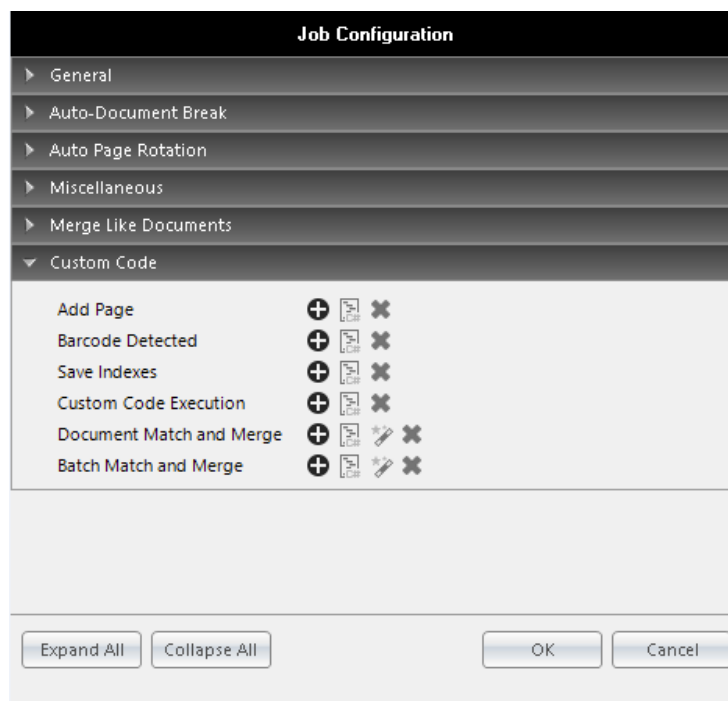 Job Configuration
General
Auto-Document Break
Auto Page Rotation
Miscellaneous
Merge Like Documents
Custom Code
Add Page
Barcode Detected
Save Indexes
Custom Code Execution
Document Match and Merge
Batch Match and Merge
Expand All Collapse All OK Cancel